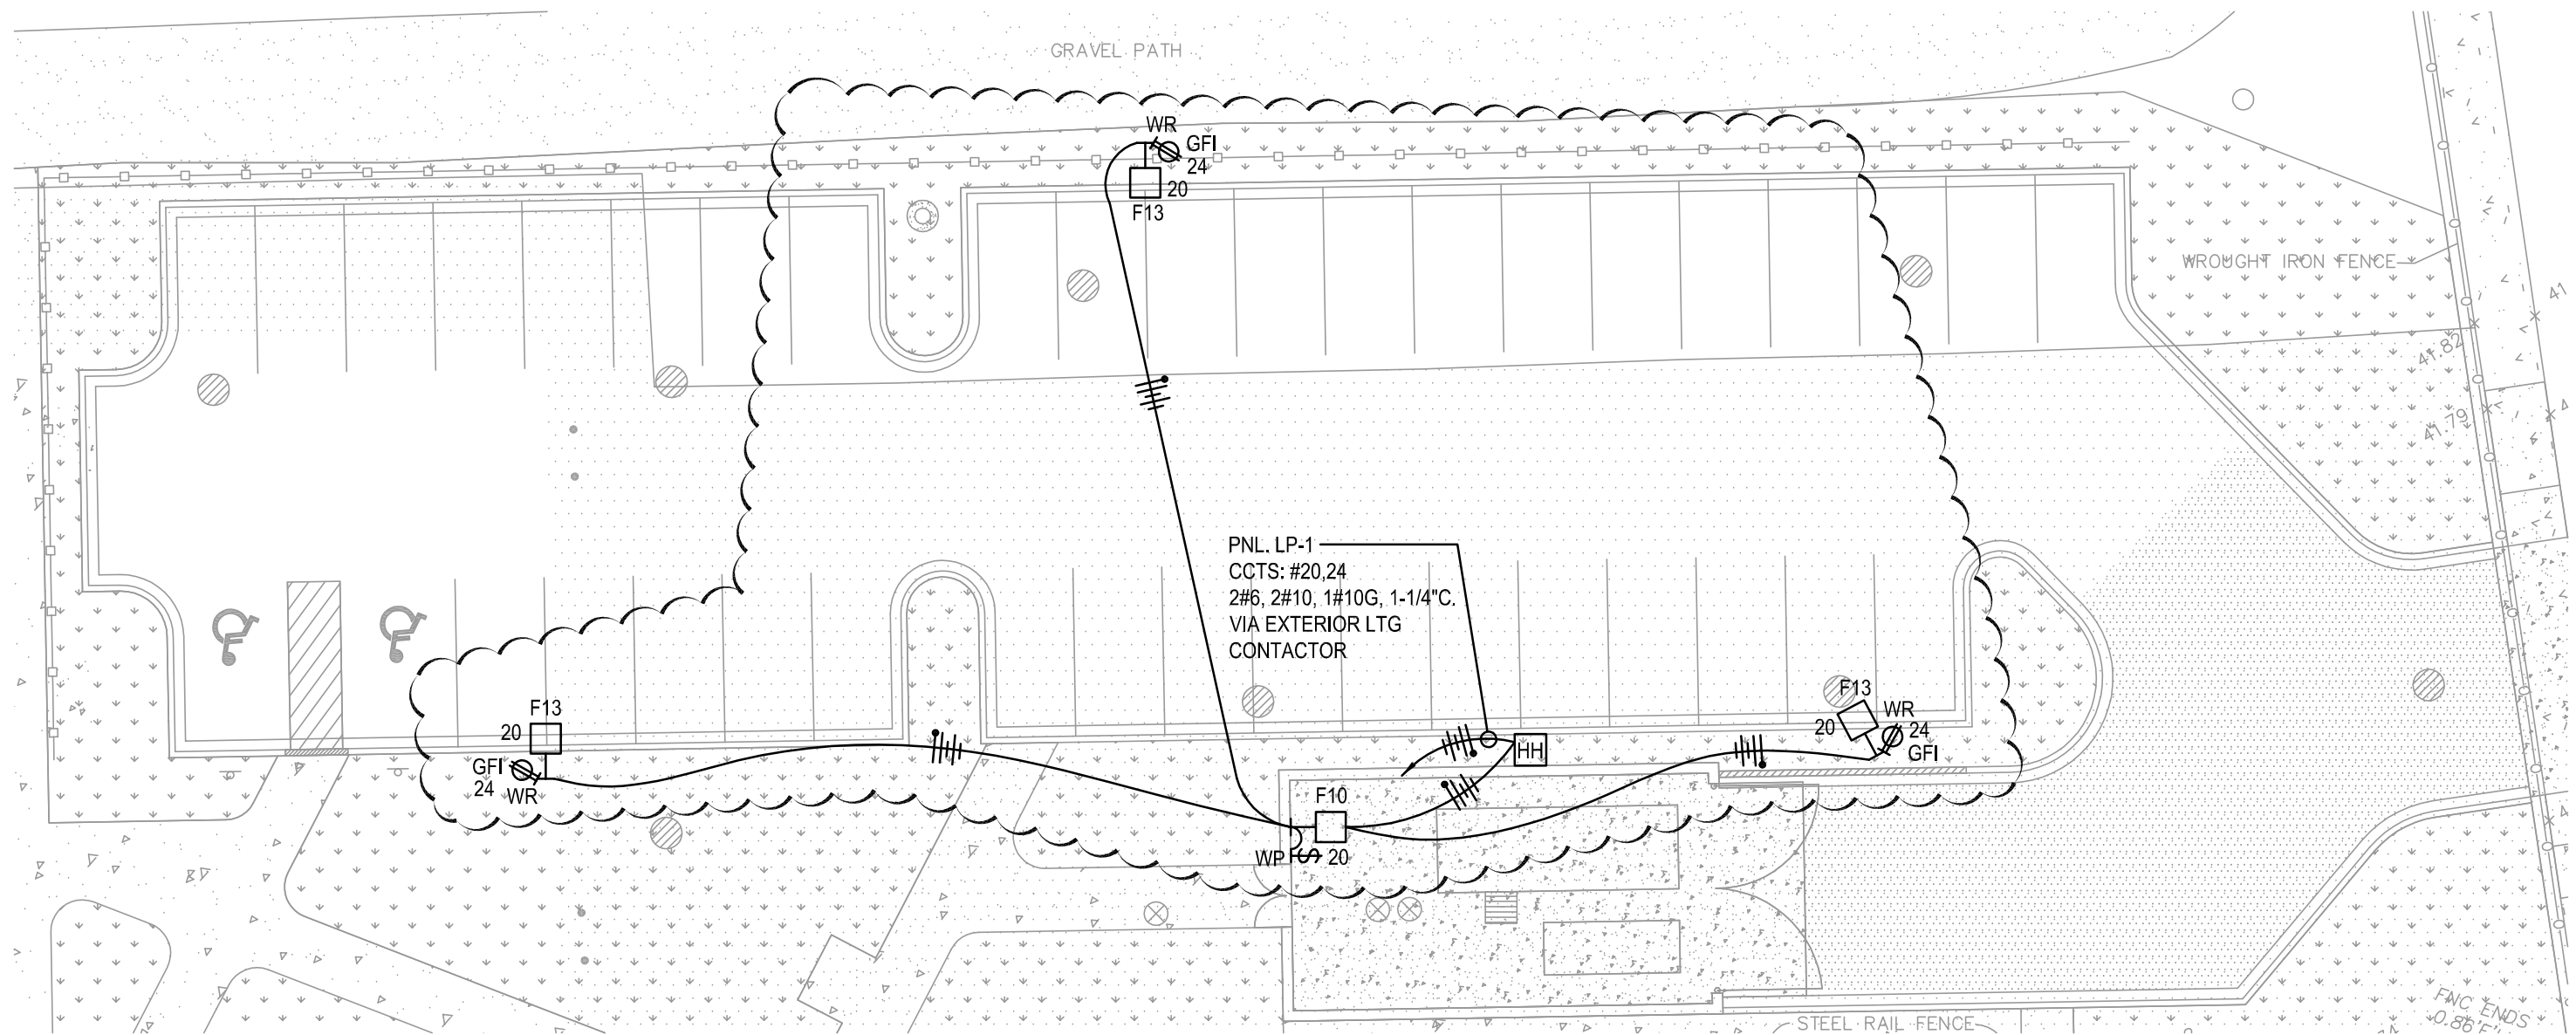 GRAVEL PATH
WR
GFI
24
20
F13
WROUGHT IRON FENCE
41
41.82
41.79
PNL. LP-1
CCTS: #20,24
2#6, 2#10, 1#10G, 1-1/4"C.
VIA EXTERIOR LTG
CONTACTOR
F13
20
GFI
24
WR
F13
20
WR
24
GFI
HH
F10
WP
20
STEEL RAIL FENCE
FNC ENDS